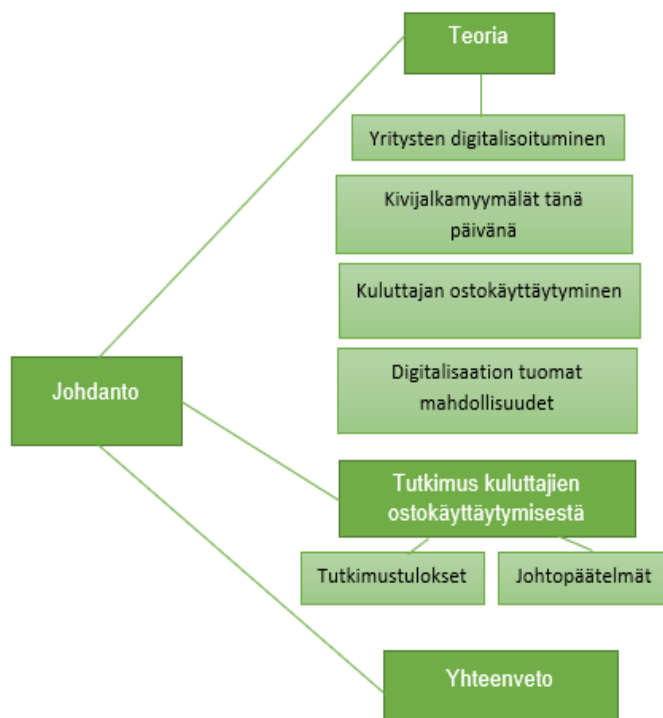 Teoria
Yritysten digitalisoituminen
Kivijalkamyymälät tänä
päivänä
Kuluttajan ostokäyttäytyminen
Digitalisaation tuomat
mahdollisuudet
Johdanto
Tutkimus kuluttajien
ostokäyttäytymisestä
Tutkimustulokset
Johtopäätelmät
Yhteenveto